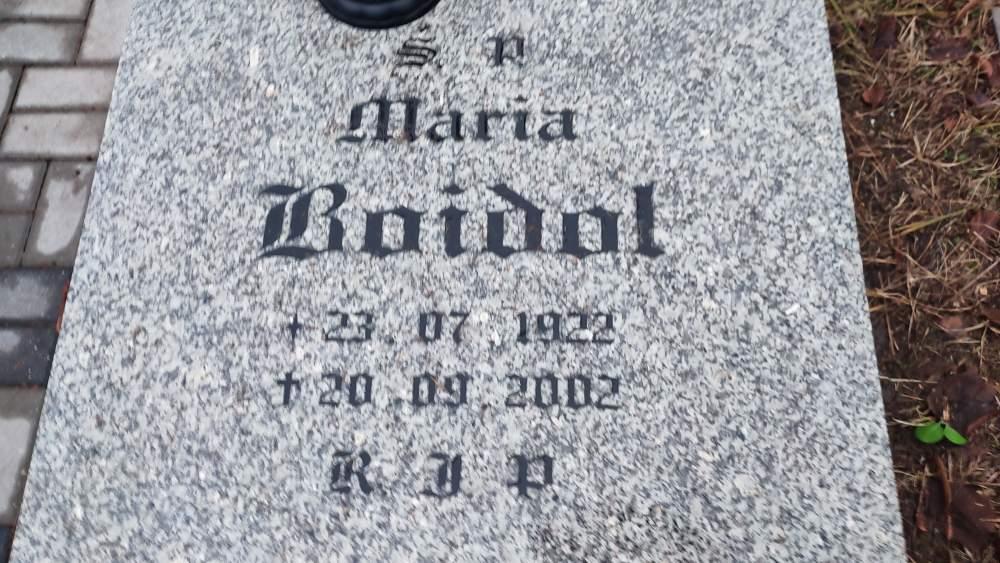 Ś. P.
Maria
Boidol
* 23 . 07 . 1922
† 20 . 09 . 2002
R I P